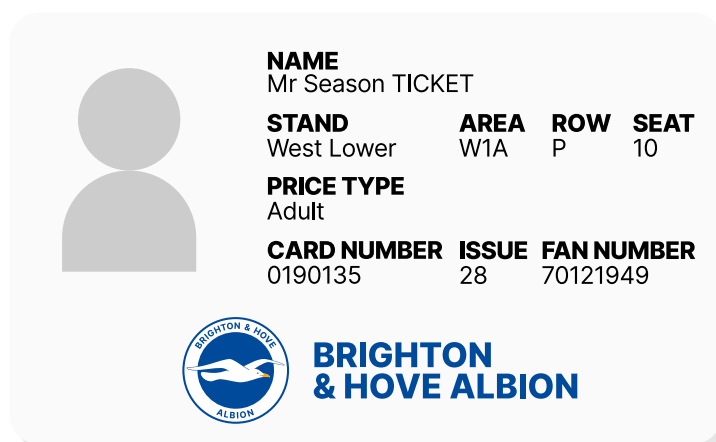 NAME
Mr Season TICKET
STAND AREA ROW SEAT
West Lower W1A P 10
PRICE TYPE
Adult
CARD NUMBER ISSUE FAN NUMBER
0190135 28 70121949
BRIGHTON & HOVE
ALBION
BRIGHTON
& HOVE ALBION